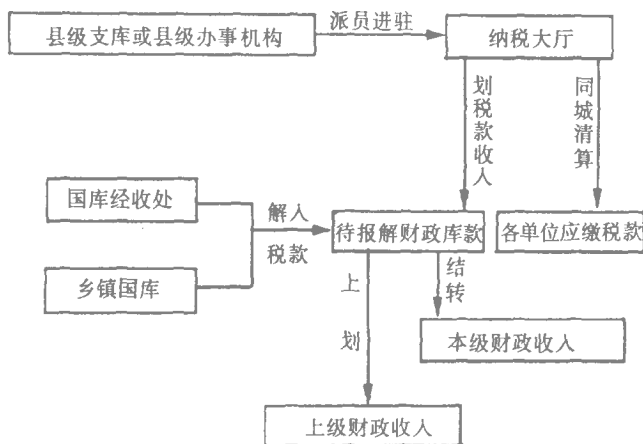 县级支库或县级办事机构
派员进驻
纳税大厅
划税款收入
同城清算
国库经收处
解入
税款
待报解财政库款
各单位应缴税款
乡镇国库
上划
结转
本级财政收入
上级财政收入